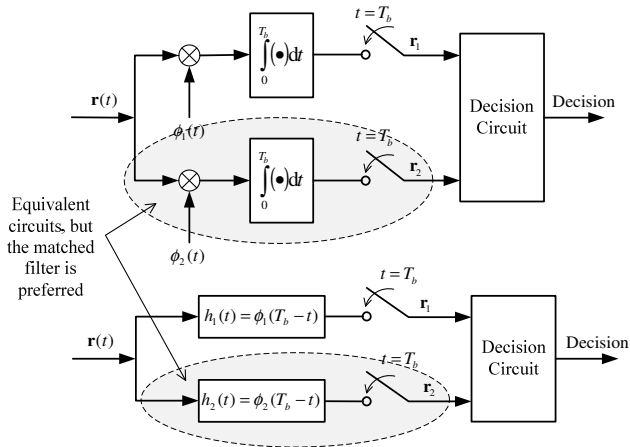 t = T_b
T_b
∫(•)dt
0
r_1
r(t)
ϕ_1(t)
Decision
Circuit
Decision
t = T_b
T_b
∫(•)dt
0
r_2
ϕ_2(t)
Equivalent
circuits, but
the matched
filter is
preferred
t = T_b
h_1(t) = ϕ_1(T_b − t)
r_1
r(t)
Decision
Circuit
Decision
t = T_b
h_2(t) = ϕ_2(T_b − t)
r_2